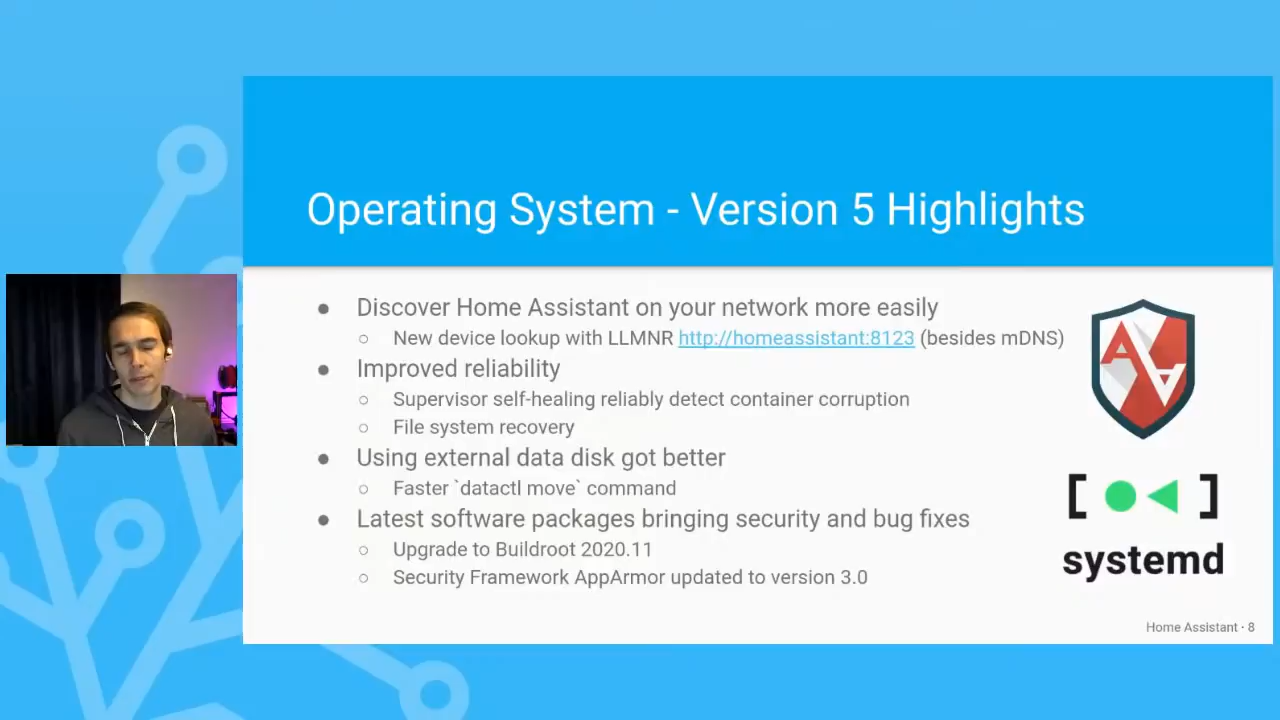 Operating System - Version 5 Highlights
● Discover Home Assistant on your network more easily
○ New device lookup with LLMNR http://homeassistant:8123 (besides mDNS)
● Improved reliability
○ Supervisor self-healing reliably detect container corruption
○ File system recovery
● Using external data disk got better
○ Faster `datactl move` command
● Latest software packages bringing security and bug fixes
○ Upgrade to Buildroot 2020.11
○ Security Framework AppArmor updated to version 3.0
AA
systemd
Home Assistant · 8